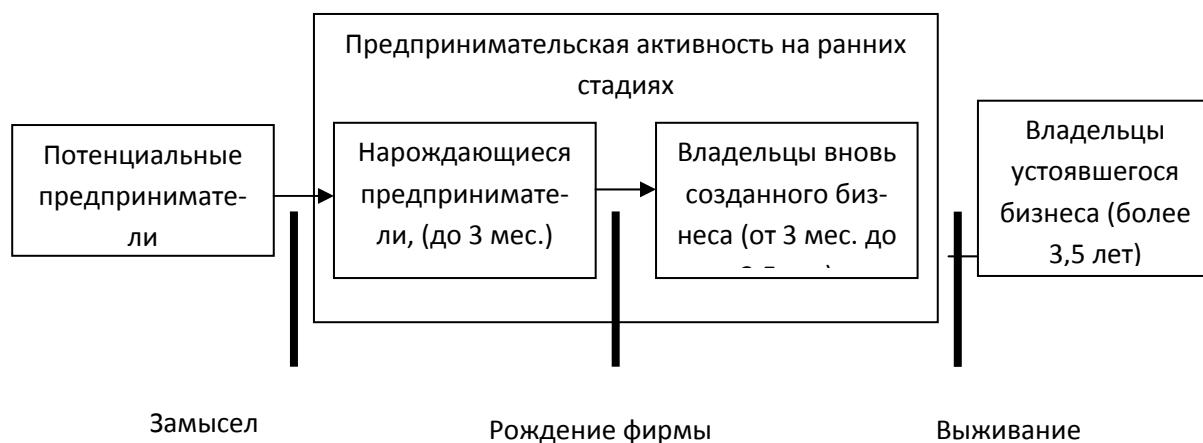 Предпринимательская активность на ранних
стадиях
Потенциальные
предпринимате-
ли
Нарождающиеся
предпринимате-
ли, (до 3 мес.)
Владельцы вновь
созданного биз-
неса (от 3 мес. до
Владельцы
устоявшегося
бизнеса (более
3,5 лет)
Замысел
Рождение фирмы
Выживание